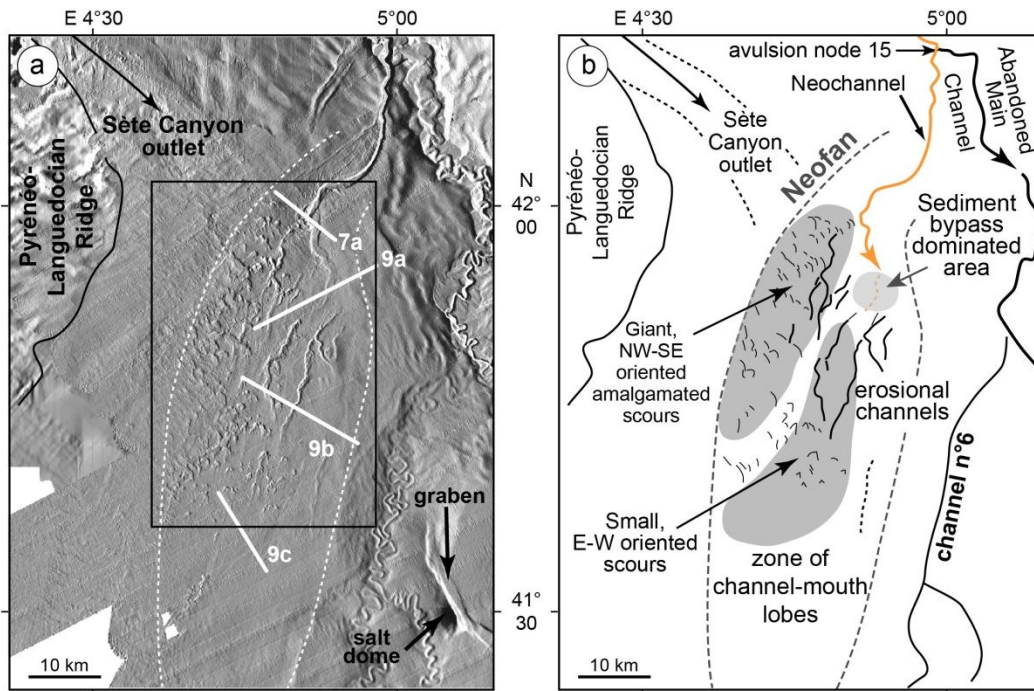 E 4°30
5°00
a
Sète Canyon
outlet
Pyrénéo-
Languedocian
Ridge
7a
9a
9b
9c
graben
salt
dome
10 km
N
42°
00
41°
30
E 4°30
5°00
b
avulsion node 15
Neochannel
Abandoned
Main
Channel
Sète
Canyon
outlet
Pyrénéo-
Languedocian
Ridge
Neofan
Sediment
bypass
dominated
area
Giant,
NW-SE
oriented
amalgamated
scours
erosional
channels
Small,
E-W oriented
scours
zone of
channel-mouth
lobes
channel n°6
10 km